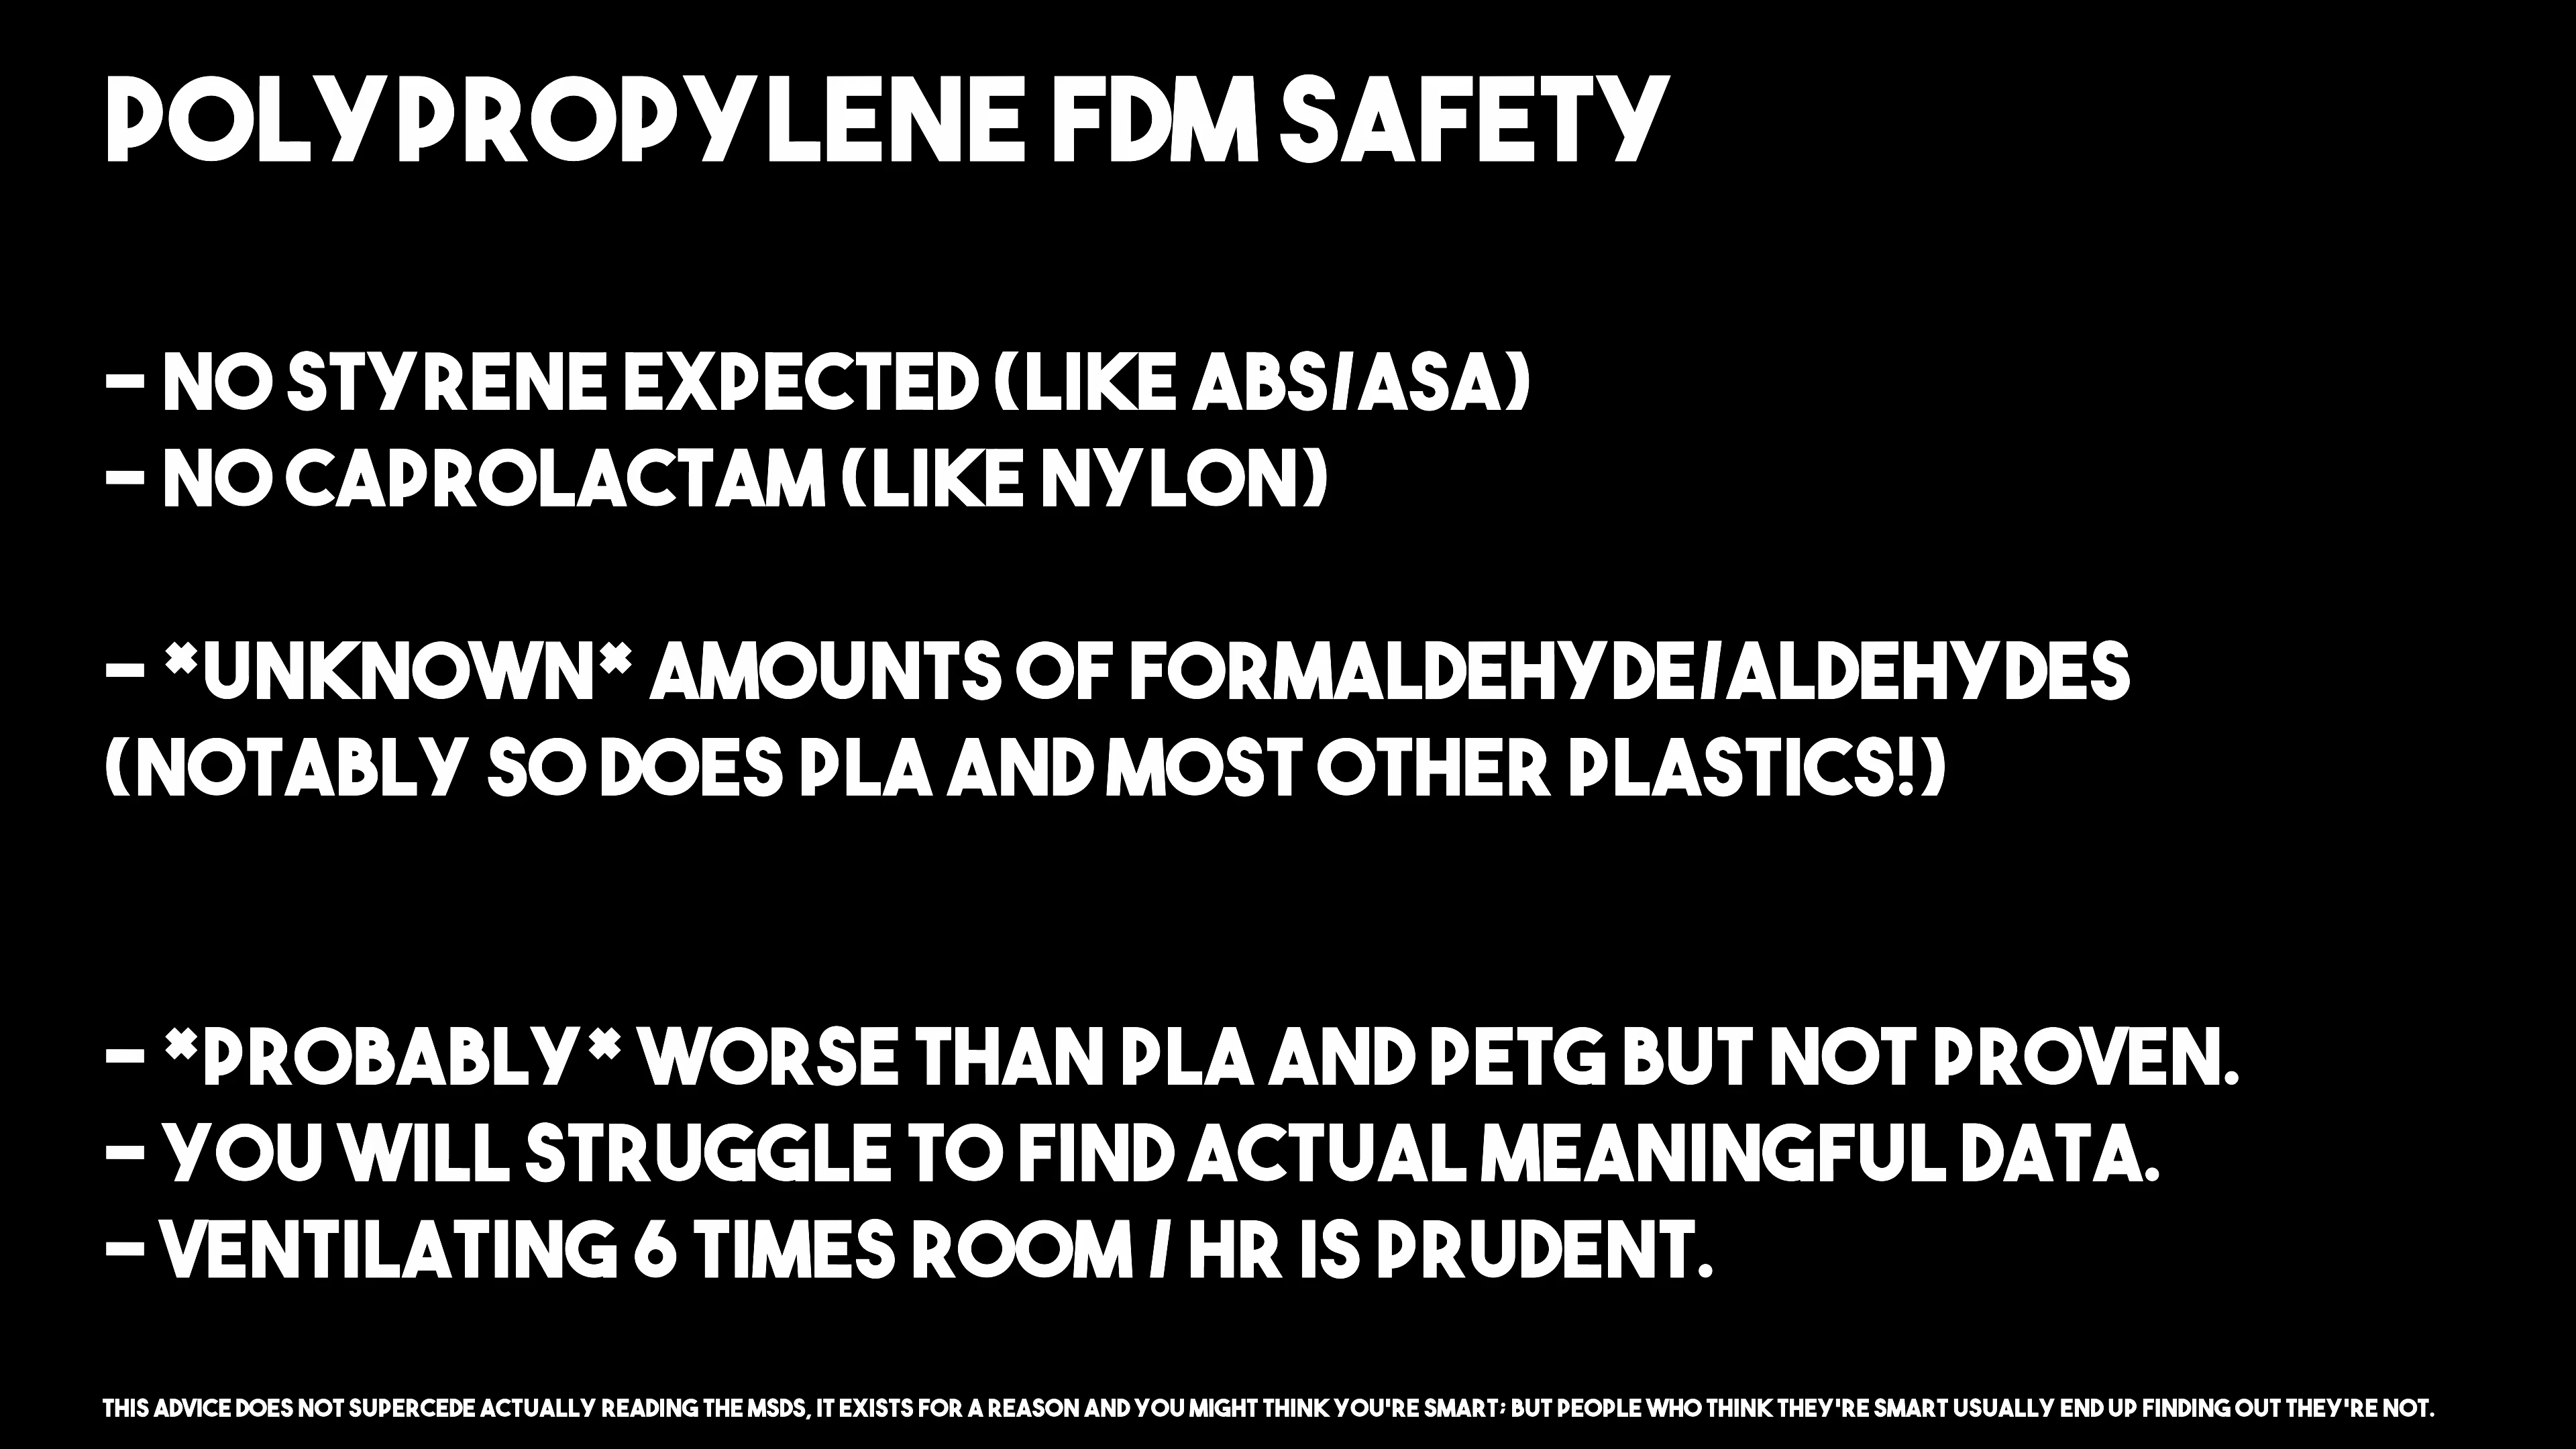 POLYPROPYLENE FDM SAFETY
- NO STYRENE EXPECTED (LIKE ABS/ASA)
- NO CAPROLACTAM (LIKE NYLON)
- *UNKNOWN* AMOUNTS OF FORMALDEHYDE/ALDEHYDES
(NOTABLY SO DOES PLA AND MOST OTHER PLASTICS!)
- *PROBABLY* WORSE THAN PLA AND PETG BUT NOT PROVEN.
- YOU WILL STRUGGLE TO FIND ACTUAL MEANINGFUL DATA.
- VENTILATING 6 TIMES ROOM / HR IS PRUDENT.
THIS ADVICE DOES NOT SUPERCEDE ACTUALLY READING THE MSDS, IT EXISTS FOR A REASON AND YOU MIGHT THINK YOU'RE SMART; BUT PEOPLE WHO THINK THEY'RE SMART USUALLY END UP FINDING OUT THEY'RE NOT.